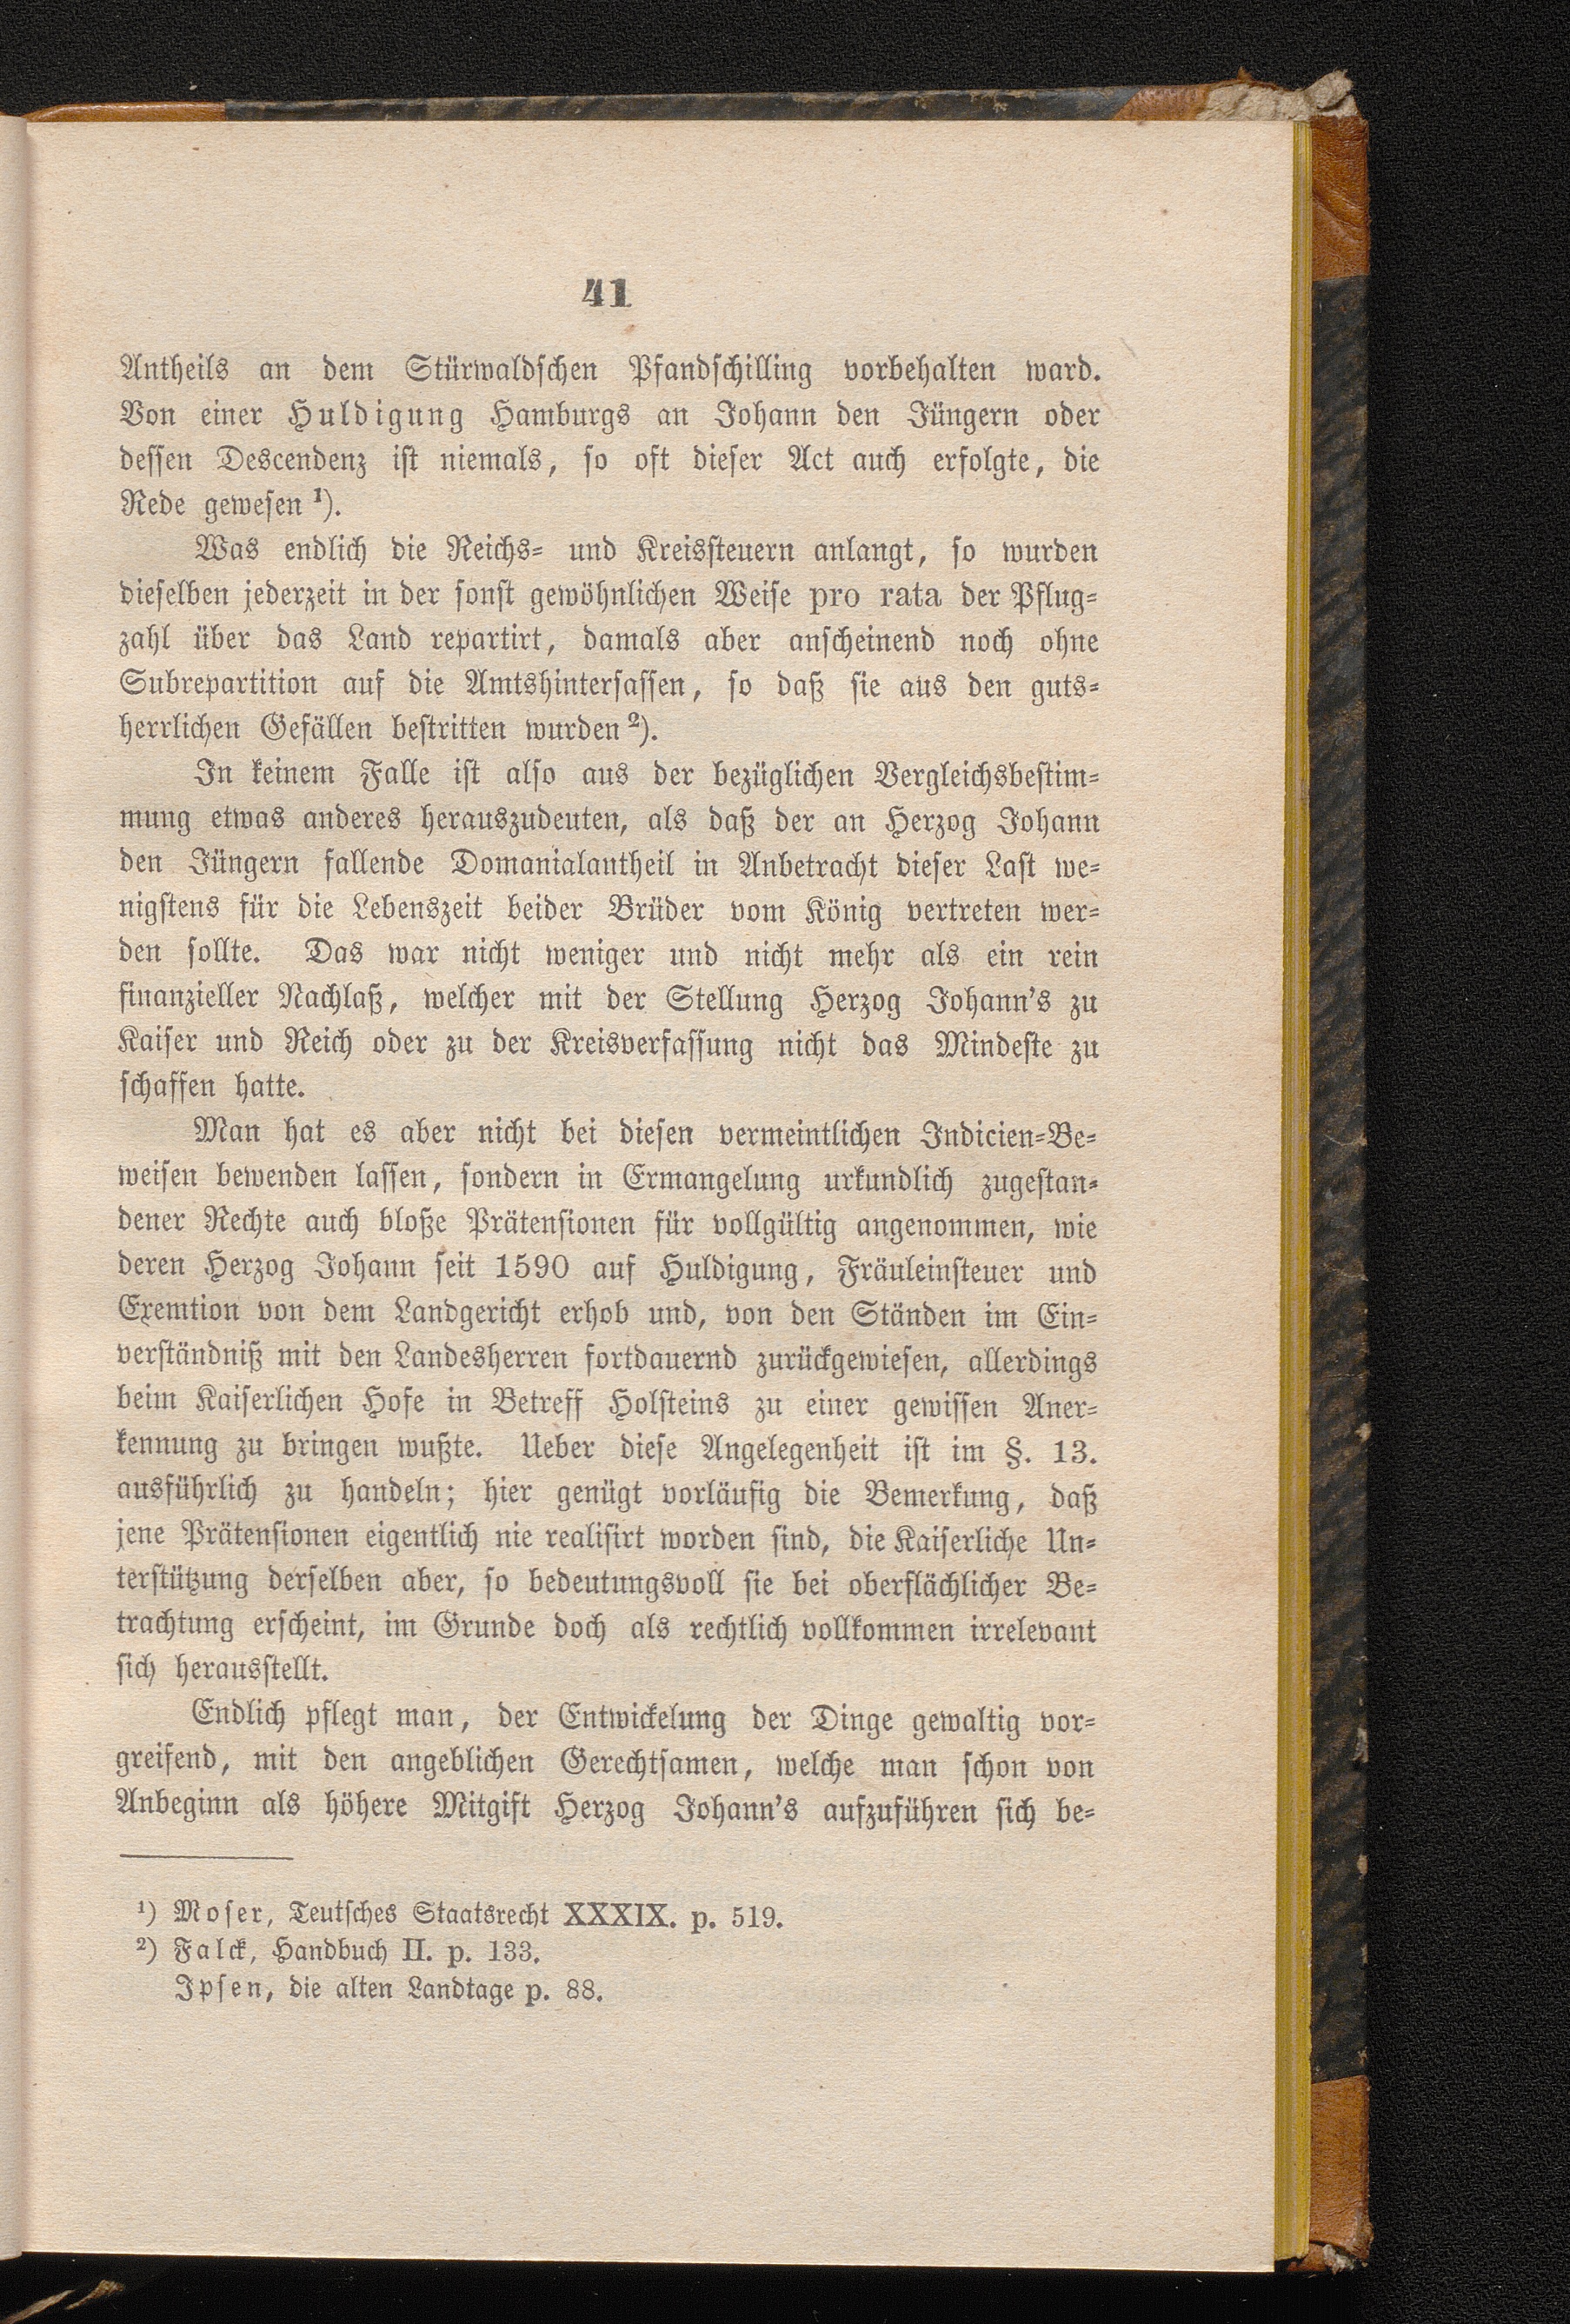 41
Antheils an dem Stürwaldschen Pfandschilling vorbehalten ward.
Von einer Huldigung Hamburgs an Johann den Jüngern oder
dessen Descendenz ist niemals, so oft dieser Act auch erfolgte, die
Rede gewesen ¹).
Was endlich die Reichs- und Kreissteuern anlangt, so wurden
dieselben jederzeit in der sonst gewöhnlichen Weise pro rata der Pflug-
zahl über das Land repartirt, damals aber anscheinend noch ohne
Subrepartition auf die Amtshintersassen, so daß sie aus den guts-
herrlichen Gefällen bestritten wurden ²).
In keinem Falle ist also aus der bezüglichen Vergleichsbestim-
mung etwas anderes herauszudeuten, als daß der an Herzog Johann
den Jüngern fallende Domanialantheil in Anbetracht dieser Last we-
nigstens für die Lebenszeit beider Brüder vom König vertreten wer-
den sollte. Das war nicht weniger und nicht mehr als ein rein
finanzieller Nachlaß, welcher mit der Stellung Herzog Johann's zu
Kaiser und Reich oder zu der Kreisverfassung nicht das Mindeste zu
schaffen hatte.
Man hat es aber nicht bei diesen vermeintlichen Indicien-Be-
weisen bewenden lassen, sondern in Ermangelung urkundlich zugestan-
dener Rechte auch bloße Prätensionen für vollgültig angenommen, wie
deren Herzog Johann seit 1590 auf Huldigung, Fräuleinsteuer und
Exemtion von dem Landgericht erhob und, von den Ständen im Ein-
verständniß mit den Landesherren fortdauernd zurückgewiesen, allerdings
beim Kaiserlichen Hofe in Betreff Holsteins zu einer gewissen Aner-
kennung zu bringen wußte. Ueber diese Angelegenheit ist im §. 13.
ausführlich zu handeln; hier genügt vorläufig die Bemerkung, daß
jene Prätensionen eigentlich nie realisirt worden sind, die Kaiserliche Un-
terstützung derselben aber, so bedeutungsvoll sie bei oberflächlicher Be-
trachtung erscheint, im Grunde doch als rechtlich vollkommen irrelevant
sich herausstellt.
Endlich pflegt man, der Entwickelung der Dinge gewaltig vor-
greifend, mit den angeblichen Gerechtsamen, welche man schon von
Anbeginn als höhere Mitgift Herzog Johann's aufzuführen sich be-
¹) Moser, Teutsches Staatsrecht XXXIX. p. 519.
²) Falck, Handbuch II. p. 133.
Ipsen, die alten Landtage p. 88.